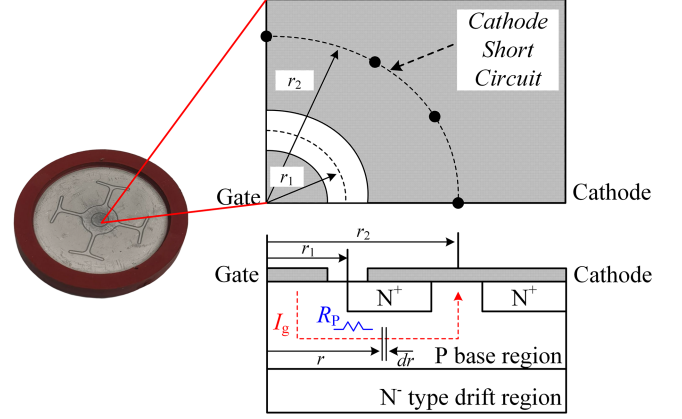 Cathode
Short
Circuit
r2
r1
Gate
Cathode
r2
r1
Gate
Cathode
N+
N+
Ig
RP
r
dr
P base region
N- type drift region